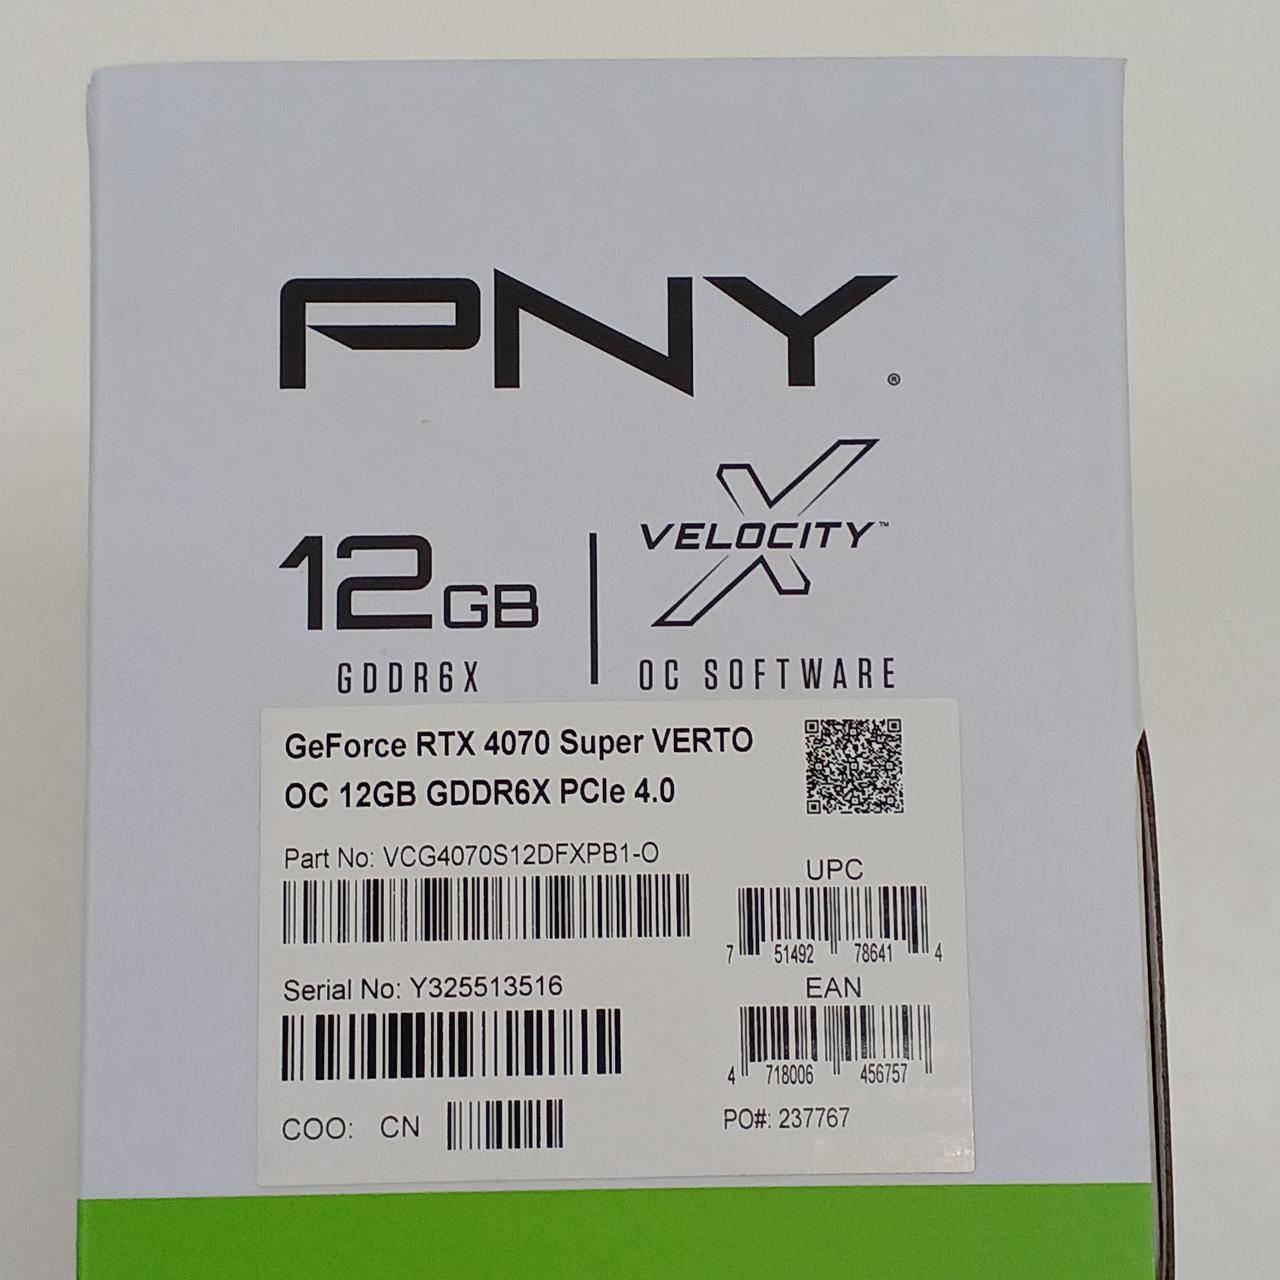 PNY®
12GB
GDDR6X
VELOCITY™
OC SOFTWARE
GeForce RTX 4070 Super VERTO
OC 12GB GDDR6X PCIe 4.0
Part No: VCG4070S12DFXPB1-O
UPC
7 51492 78641 4
Serial No: Y325513516
EAN
4 718006 456757
COO: CN
PO#: 237767